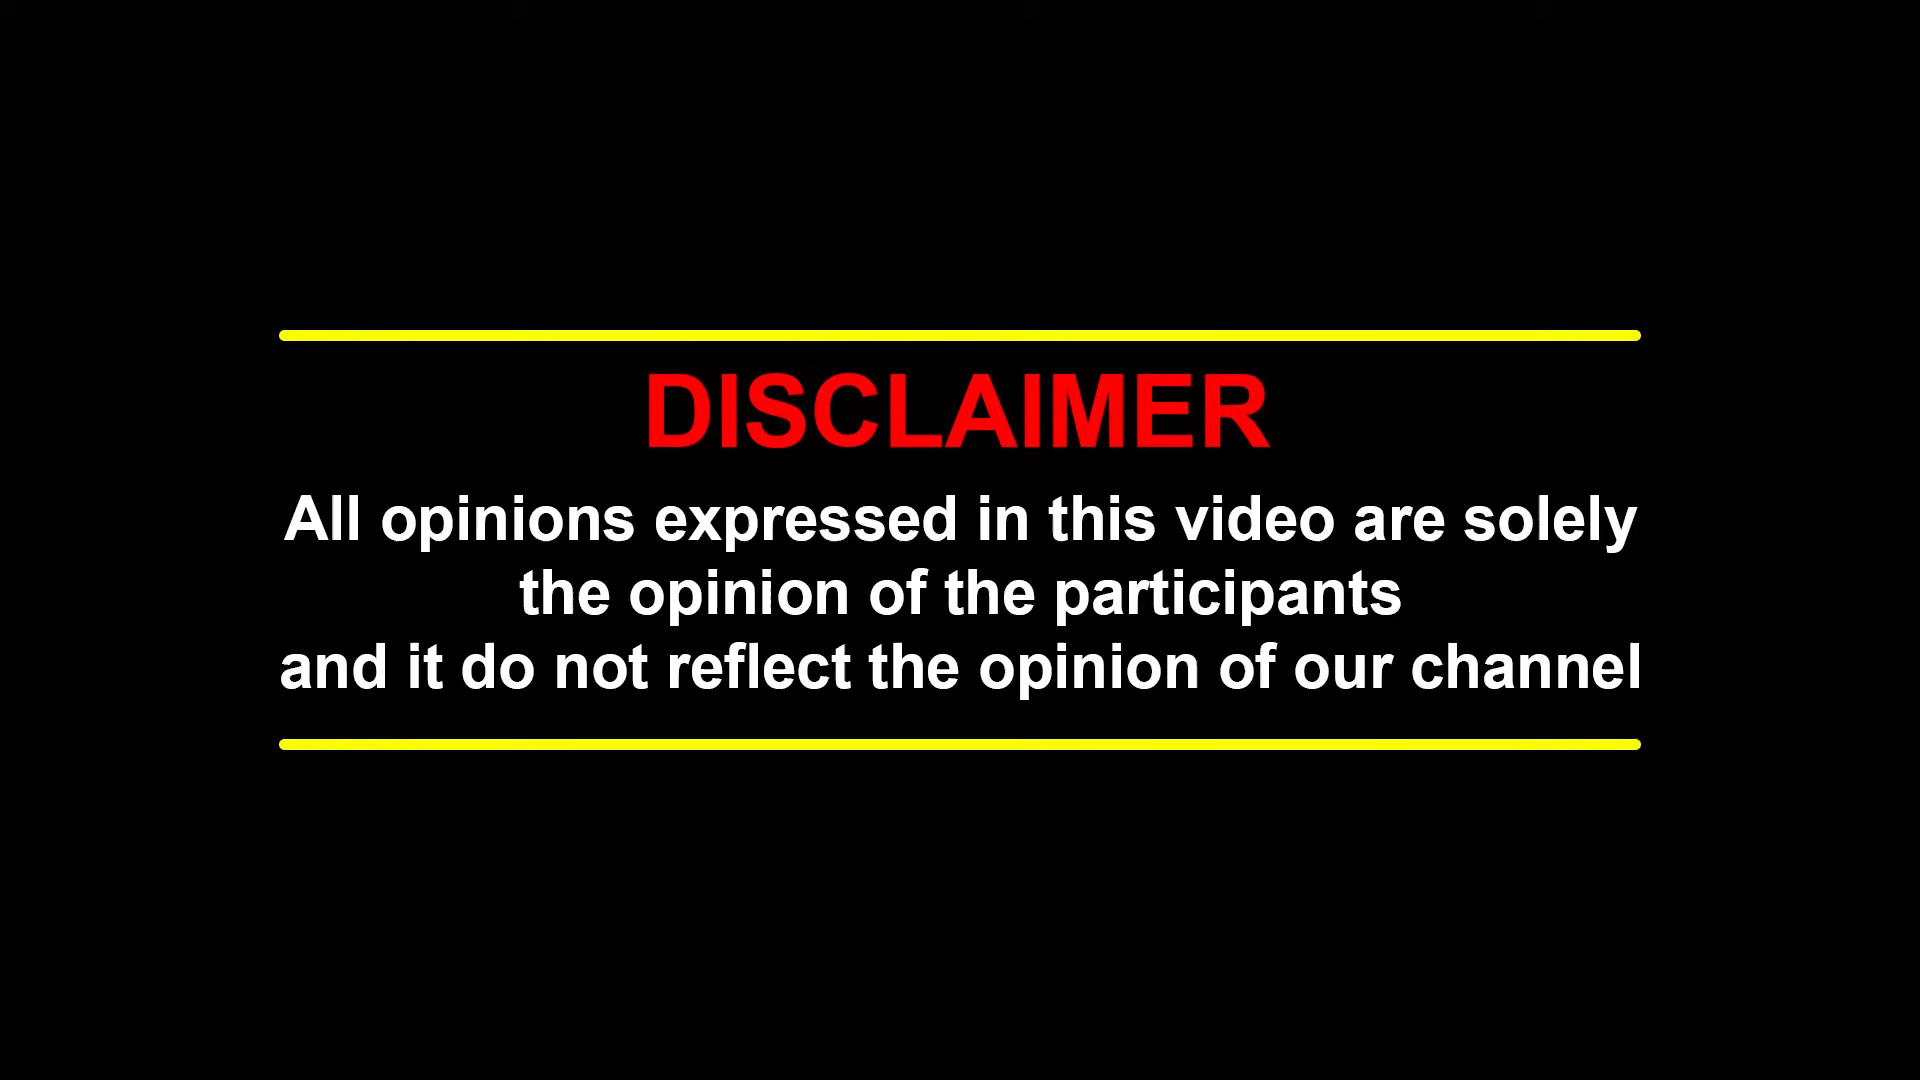 DISCLAIMER
All opinions expressed in this video are solely
the opinion of the participants
and it do not reflect the opinion of our channel